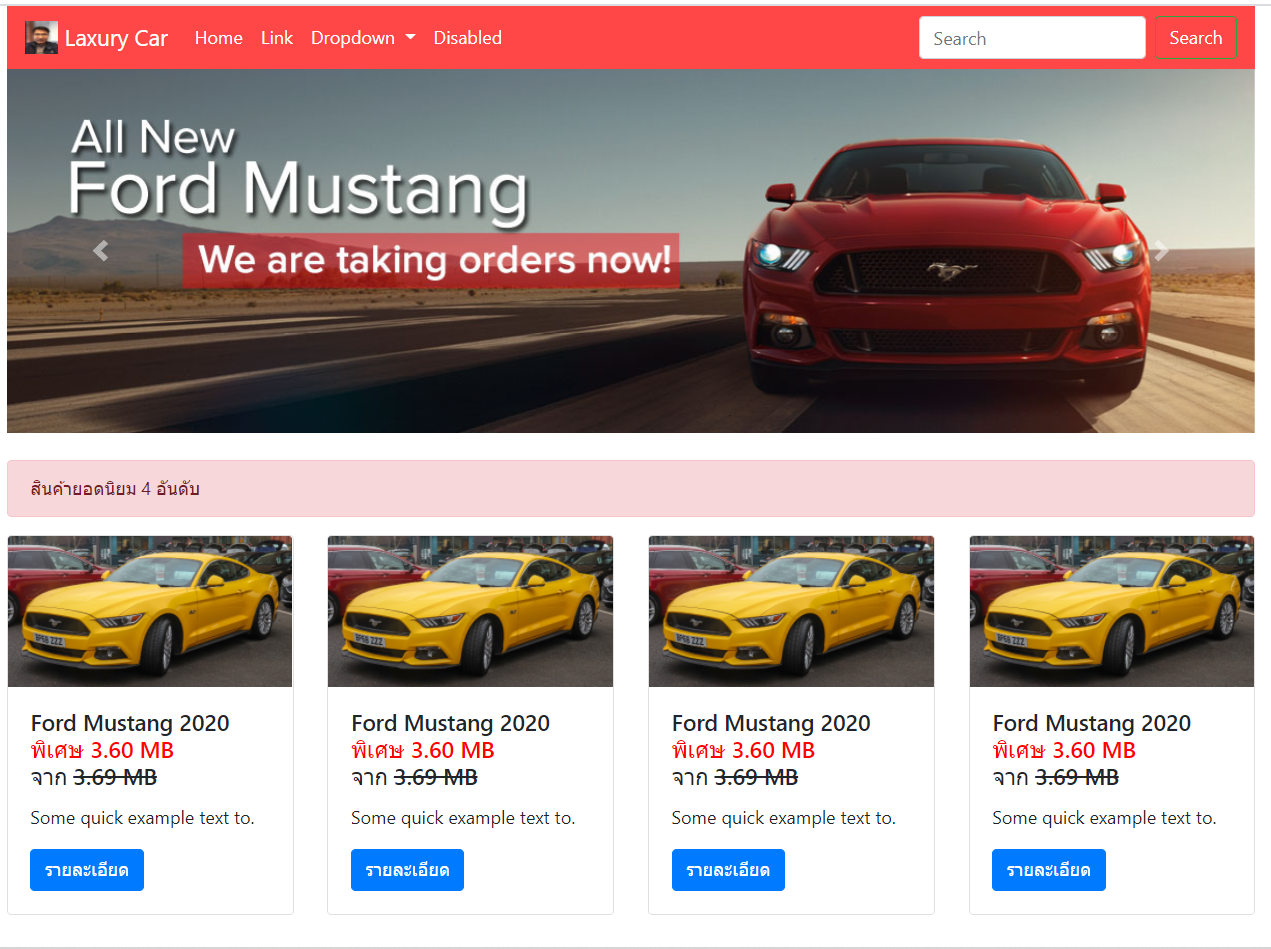 Laxury Car Home Link Dropdown Disabled Search Search
All New
Ford Mustang
We are taking orders now!
สินค้ายอดนิยม 4 อันดับ
BP68 ZZZ BP68 ZZZ BP68 ZZZ BP68 ZZZ
Ford Mustang 2020
พิเศษ 3.60 MB
จาก 3.69 MB
Some quick example text to.
รายละเอียด
Ford Mustang 2020
พิเศษ 3.60 MB
จาก 3.69 MB
Some quick example text to.
รายละเอียด
Ford Mustang 2020
พิเศษ 3.60 MB
จาก 3.69 MB
Some quick example text to.
รายละเอียด
Ford Mustang 2020
พิเศษ 3.60 MB
จาก 3.69 MB
Some quick example text to.
รายละเอียด